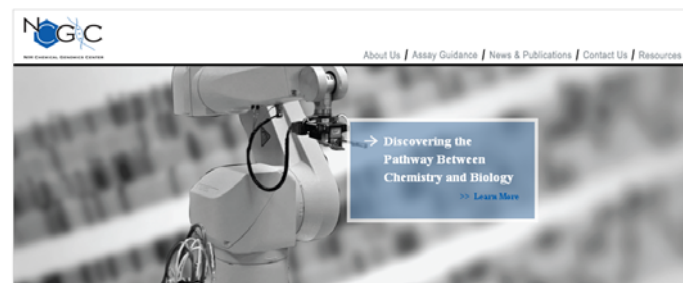 NCGC
NIH CHEMICAL GENOMICS CENTER
About Us / Assay Guidance / News & Publications / Contact Us / Resources
→ Discovering the
Pathway Between
Chemistry and Biology
>> Learn More